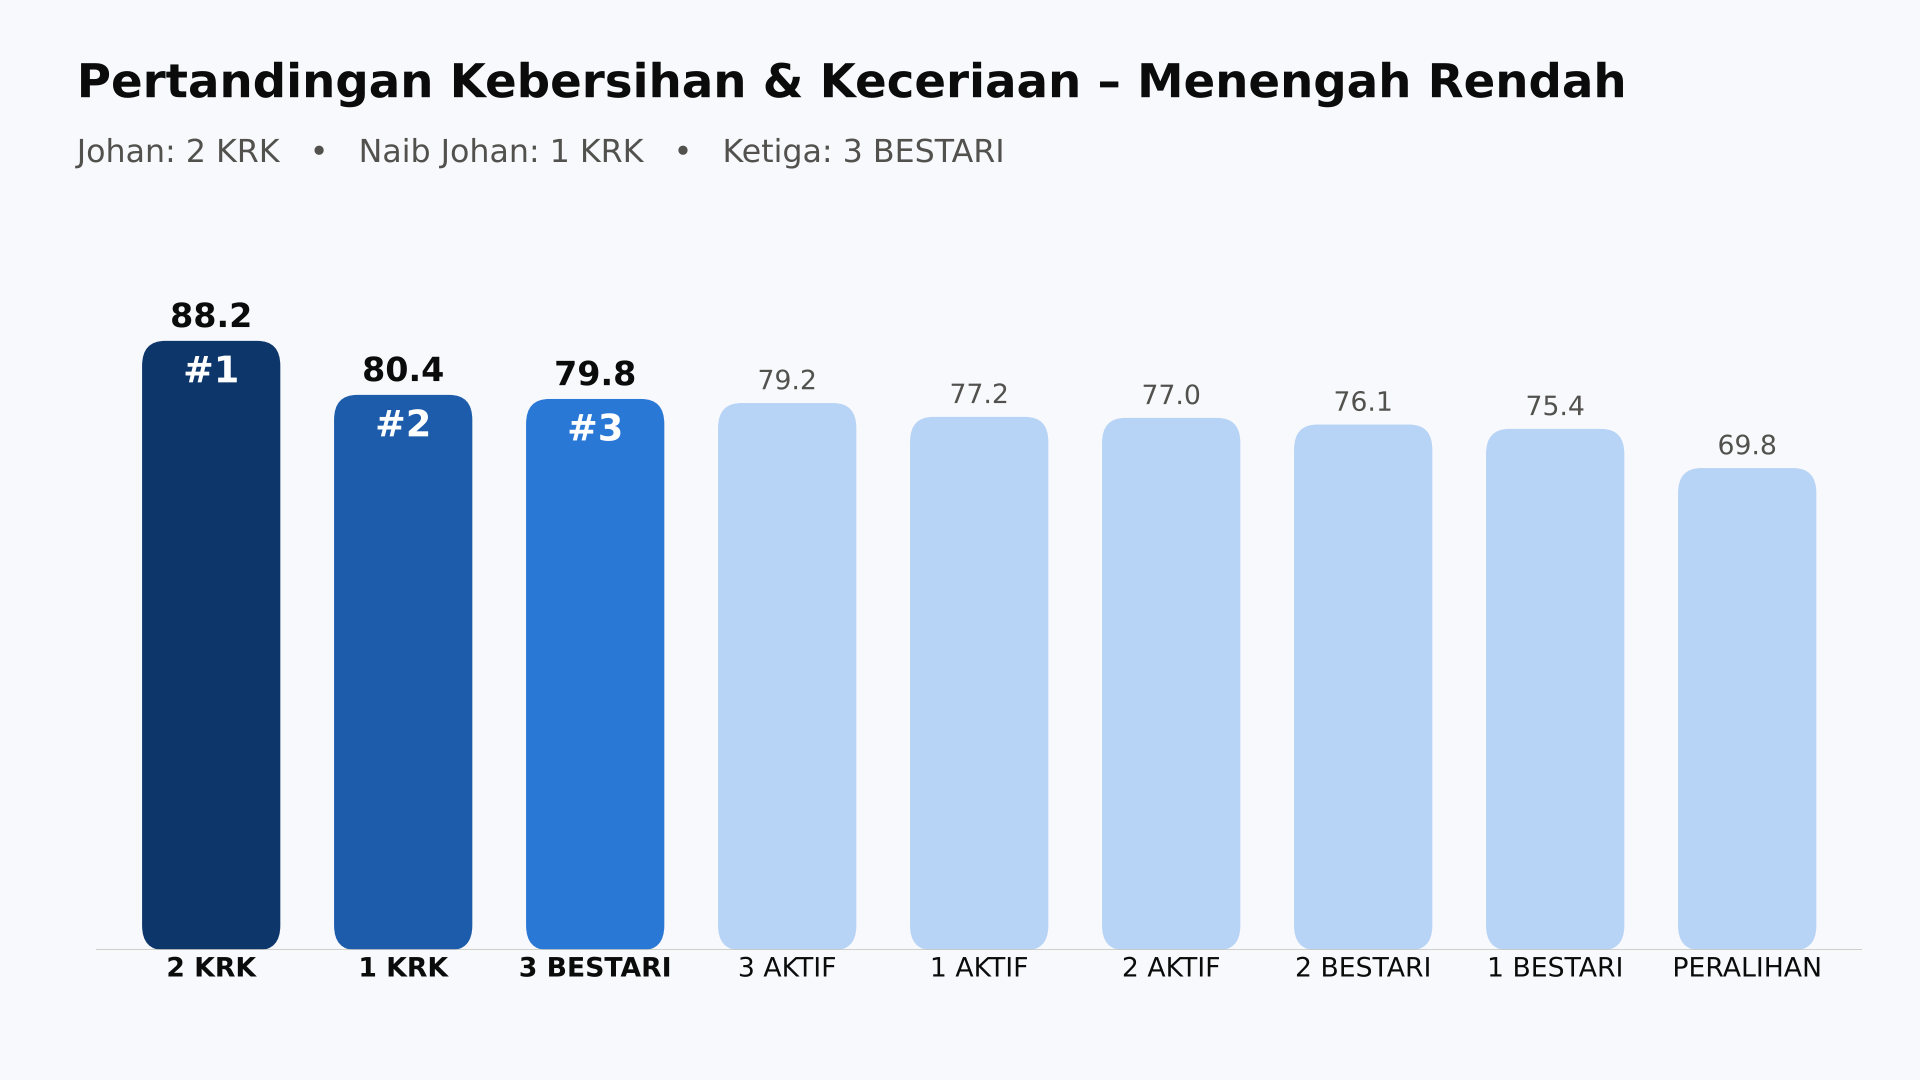 Pertandingan Kebersihan & Keceriaan – Menengah Rendah
Johan: 2 KRK • Naib Johan: 1 KRK • Ketiga: 3 BESTARI
88.2
#1
80.4
#2
79.8
#3
79.2
77.2
77.0
76.1
75.4
69.8
2 KRK
1 KRK
3 BESTARI
3 AKTIF
1 AKTIF
2 AKTIF
2 BESTARI
1 BESTARI
PERALIHAN